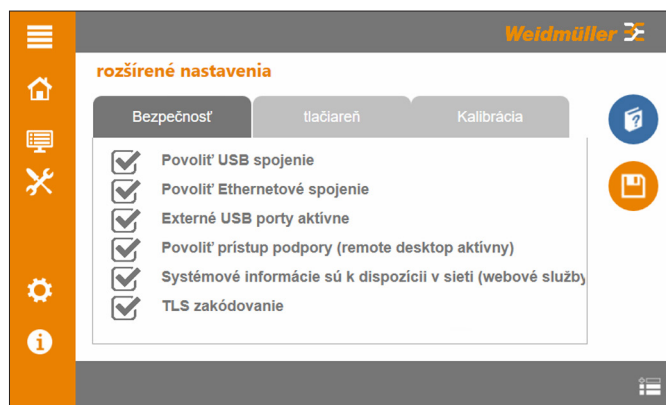 Weidmüller
rozšírené nastavenia
Bezpečnosť
tlačiareň
Kalibrácia
Povoliť USB spojenie
Povoliť Ethernetové spojenie
Externé USB porty aktívne
Povoliť prístup podpory (remote desktop aktívny)
Systémové informácie sú k dispozícii v sieti (webové služby
TLS zakódovanie